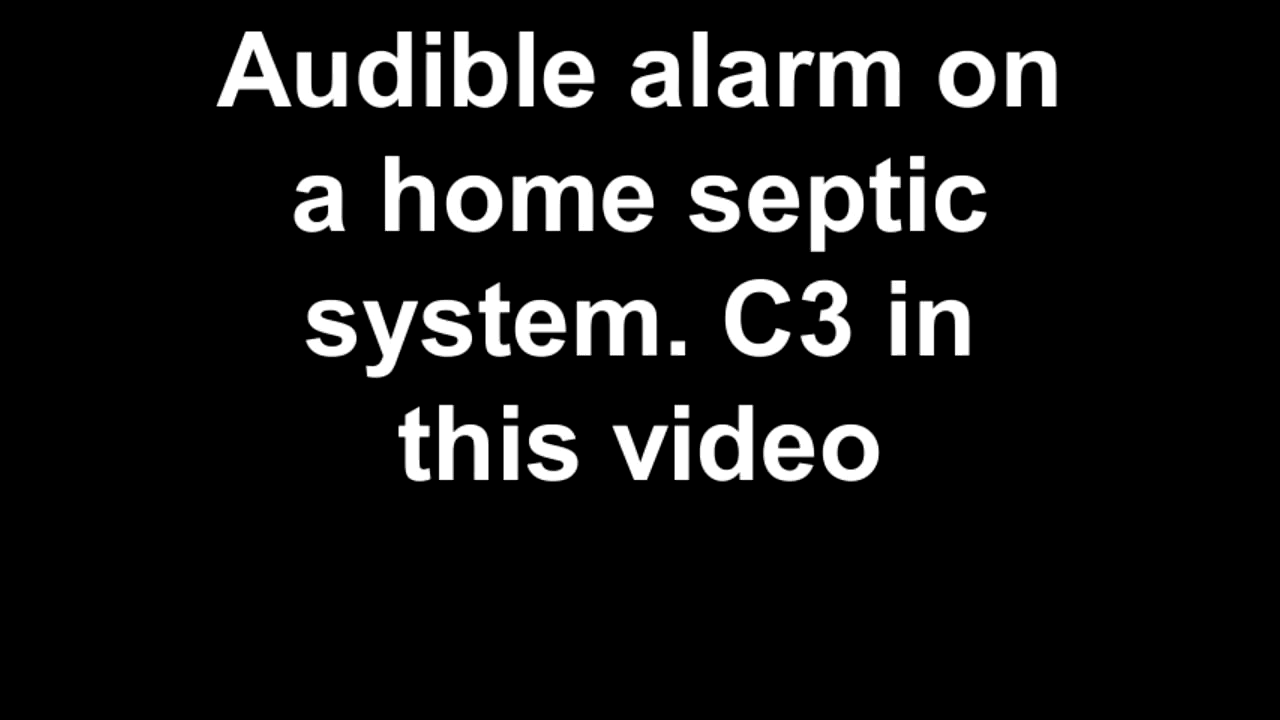 Audible alarm on
a home septic
system. C3 in
this video